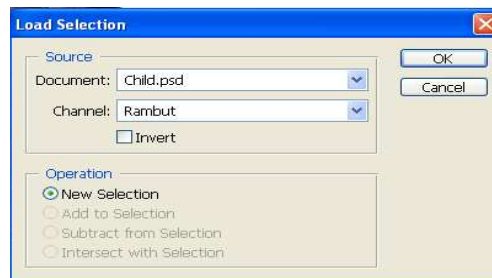 Load Selection
Source
Document: Child.psd
Channel: Rambut
Invert
OK
Cancel
Operation
New Selection
Add to Selection
Subtract from Selection
Intersect with Selection